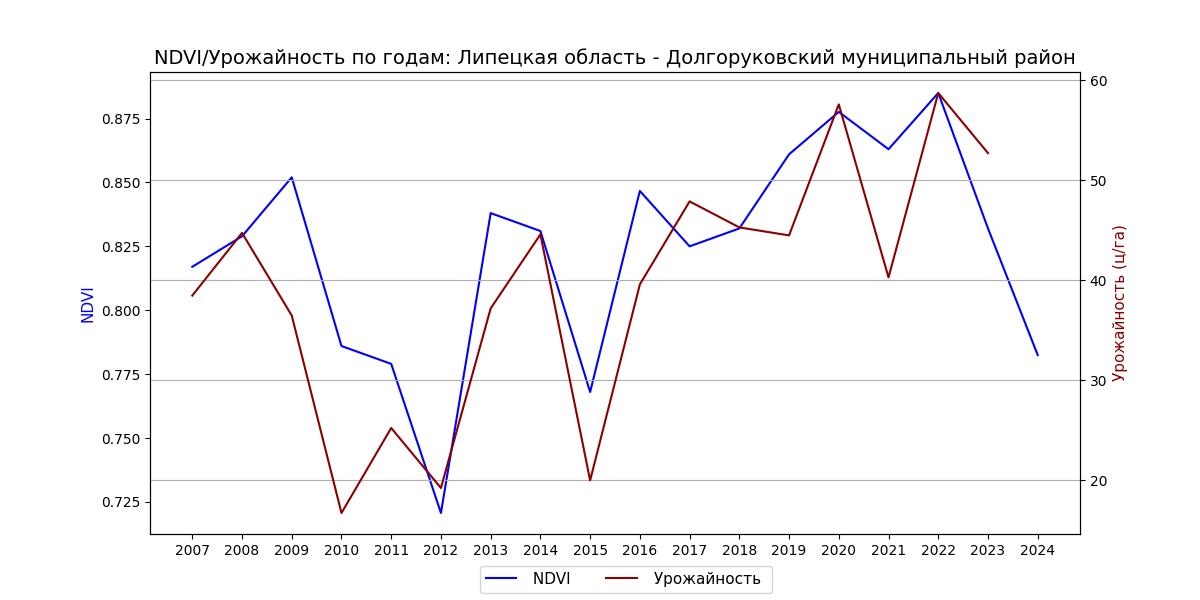 NDVI/Урожайность по годам: Липецкая область - Долгоруковский муниципальный район
0.875
0.850
0.825
0.800
0.775
0.750
0.725
NDVI
60
50
40
30
20
Урожайность (ц/га)
2007 2008 2009 2010 2011 2012 2013 2014 2015 2016 2017 2018 2019 2020 2021 2022 2023 2024
NDVI Урожайность